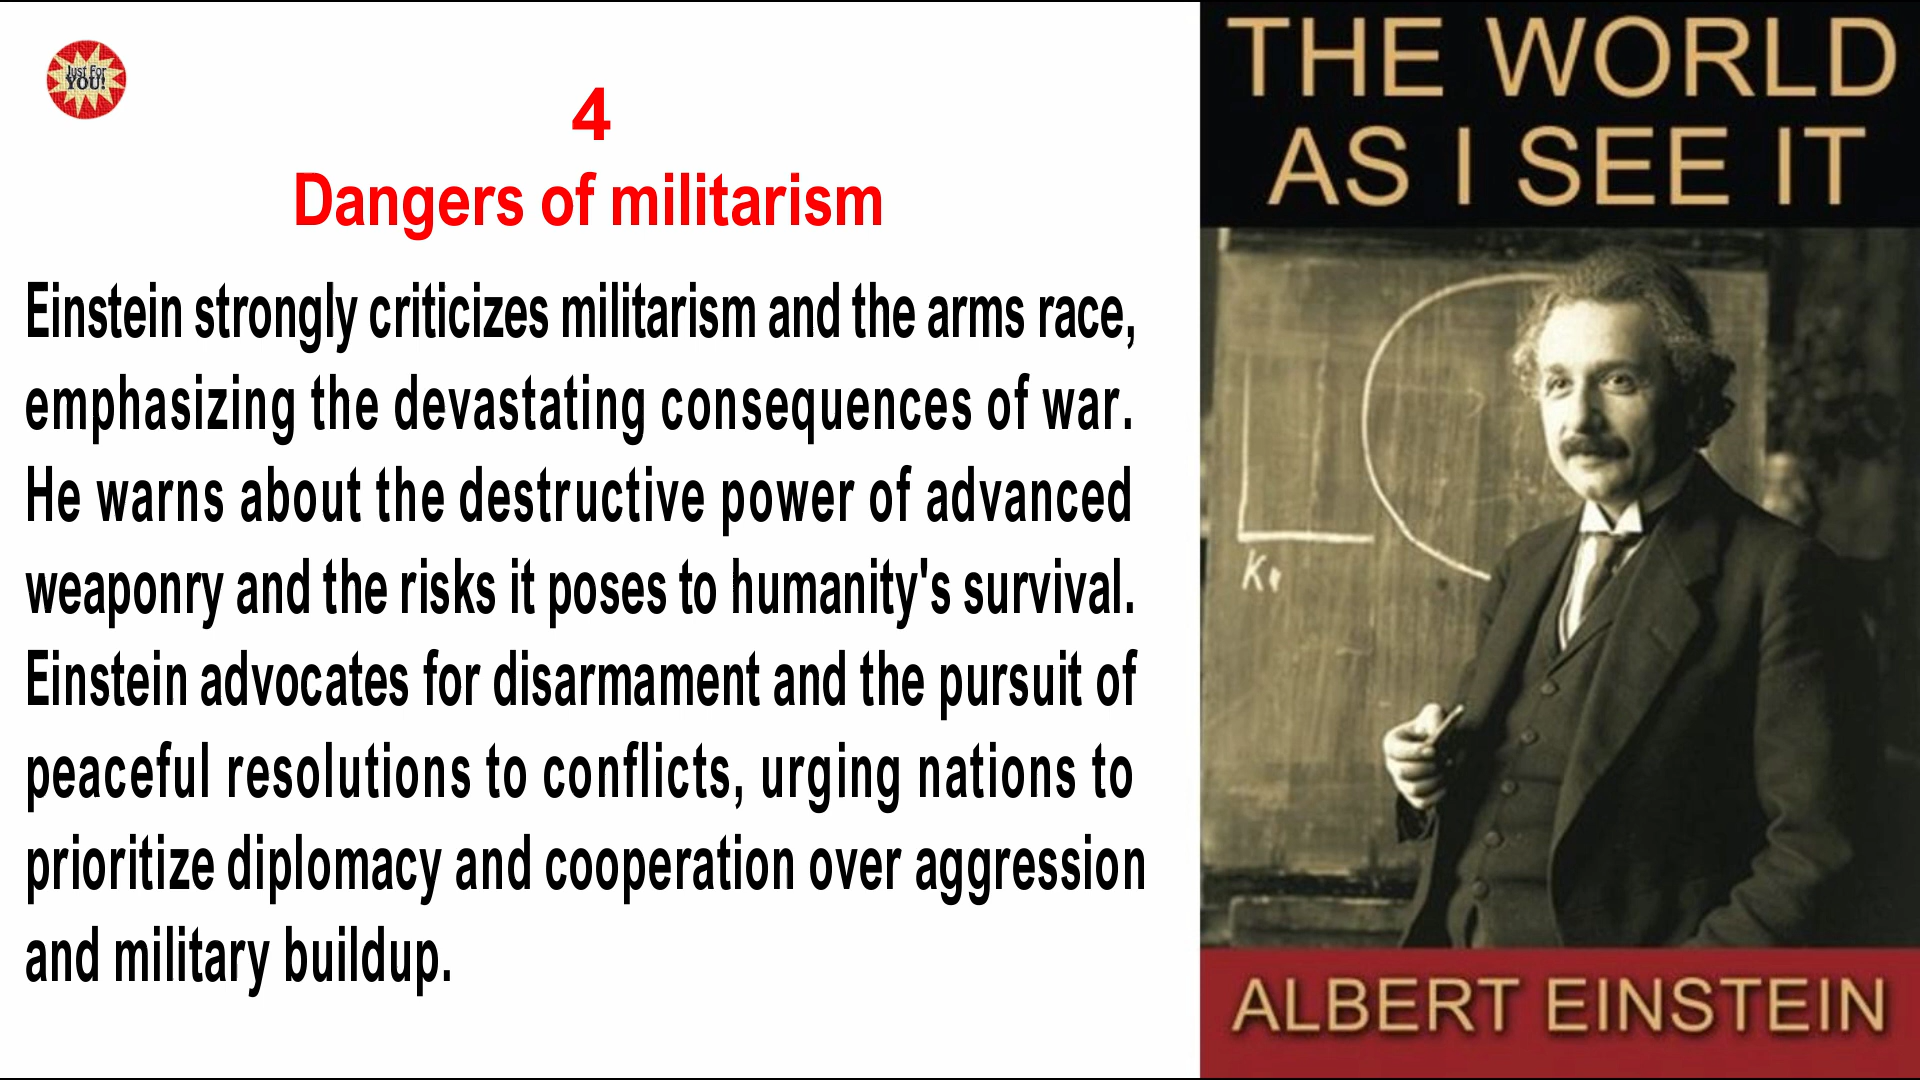 Just For
YOU!
4
Dangers of militarism
Einstein strongly criticizes militarism and the arms race,
emphasizing the devastating consequences of war.
He warns about the destructive power of advanced
weaponry and the risks it poses to humanity's survival.
Einstein advocates for disarmament and the pursuit of
peaceful resolutions to conflicts, urging nations to
prioritize diplomacy and cooperation over aggression
and military buildup.
THE WORLD
AS I SEE IT
K
ALBERT EINSTEIN